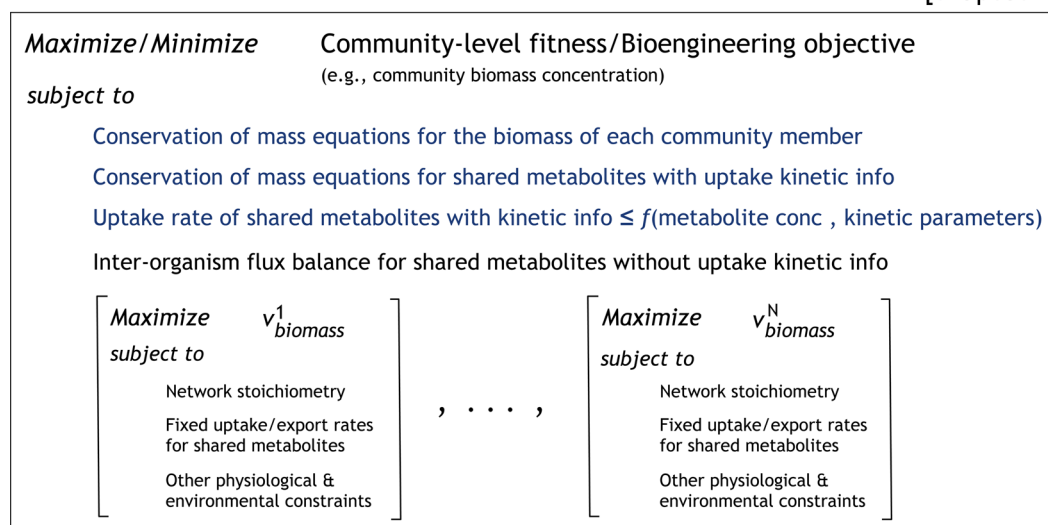 Maximize/Minimize Community-level fitness/Bioengineering objective
(e.g., community biomass concentration)
subject to
Conservation of mass equations for the biomass of each community member
Conservation of mass equations for shared metabolites with uptake kinetic info
Uptake rate of shared metabolites with kinetic info ≤ f(metabolite conc , kinetic parameters)
Inter-organism flux balance for shared metabolites without uptake kinetic info
Maximize v¹biomass
subject to
Network stoichiometry
Fixed uptake/export rates
for shared metabolites
Other physiological &
environmental constraints
, . . . ,
Maximize vᴺbiomass
subject to
Network stoichiometry
Fixed uptake/export rates
for shared metabolites
Other physiological &
environmental constraints